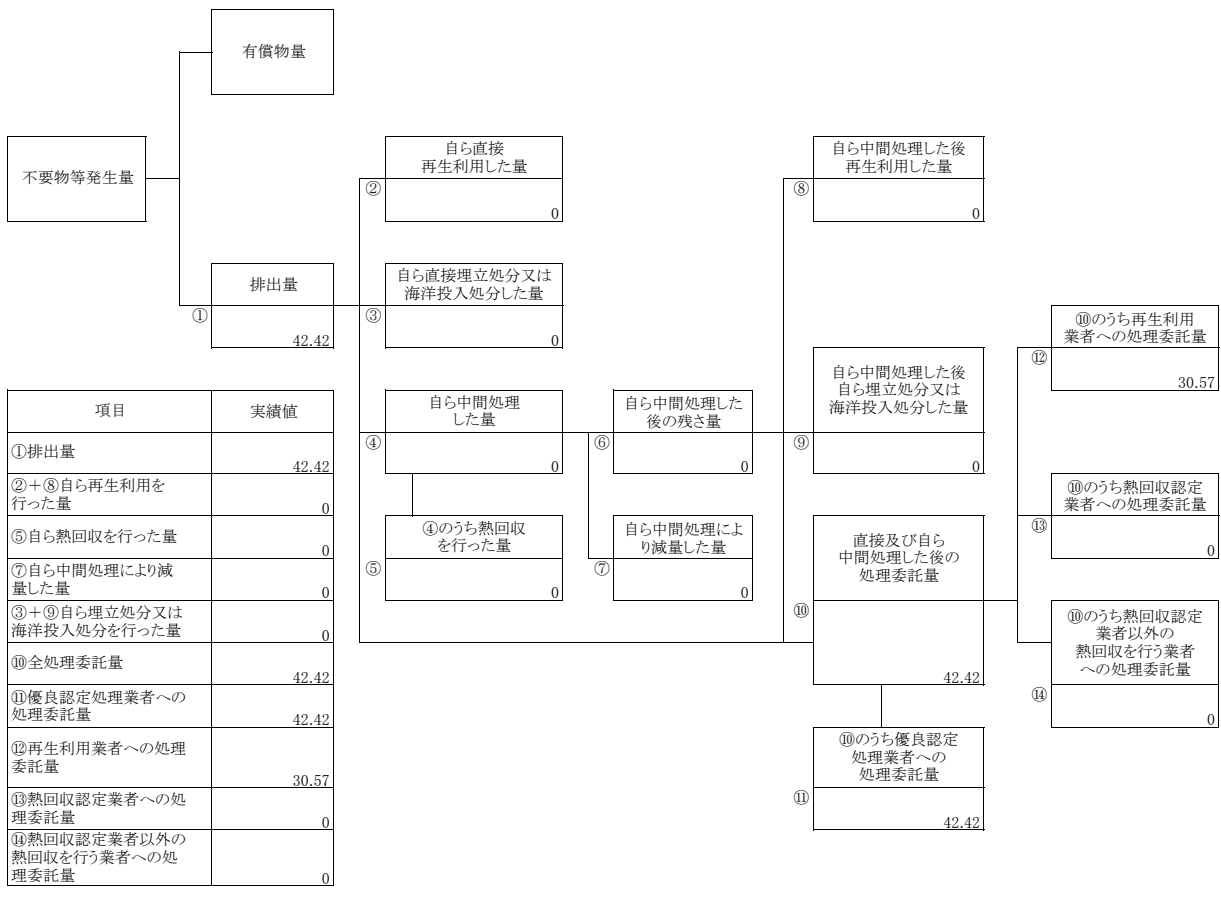 有償物量
不要物等発生量
排出量
①
42.42
自ら直接
再生利用した量
②
0
自ら直接埋立処分又は
海洋投入処分した量
③
0
自ら中間処理
した量
④
0
④のうち熱回収
を行った量
⑤
0
自ら中間処理した
後の残さ量
⑥
0
自ら中間処理によ
り減量した量
⑦
0
自ら中間処理した後
再生利用した量
⑧
0
自ら中間処理した後
自ら埋立処分又は
海洋投入処分した量
⑨
0
直接及び自ら
中間処理した後の
処理委託量
⑩
42.42
⑩のうち優良認定
処理業者への
処理委託量
⑪
42.42
⑩のうち再生利用
業者への処理委託量
⑫
30.57
⑩のうち熱回収認定
業者への処理委託量
⑬
0
⑩のうち熱回収認定
業者以外の
熱回収を行う業者
への処理委託量
⑭
0
項目 実績値
①排出量
42.42
②＋⑧自ら再生利用を
行った量
0
⑤自ら熱回収を行った量
0
⑦自ら中間処理により減
量した量
0
③＋⑨自ら埋立処分又は
海洋投入処分を行った量
0
⑩全処理委託量
42.42
⑪優良認定処理業者への
処理委託量
42.42
⑫再生利用業者への処理
委託量
30.57
⑬熱回収認定業者への処
理委託量
0
⑭熱回収認定業者以外の
熱回収を行う業者への処
理委託量
0